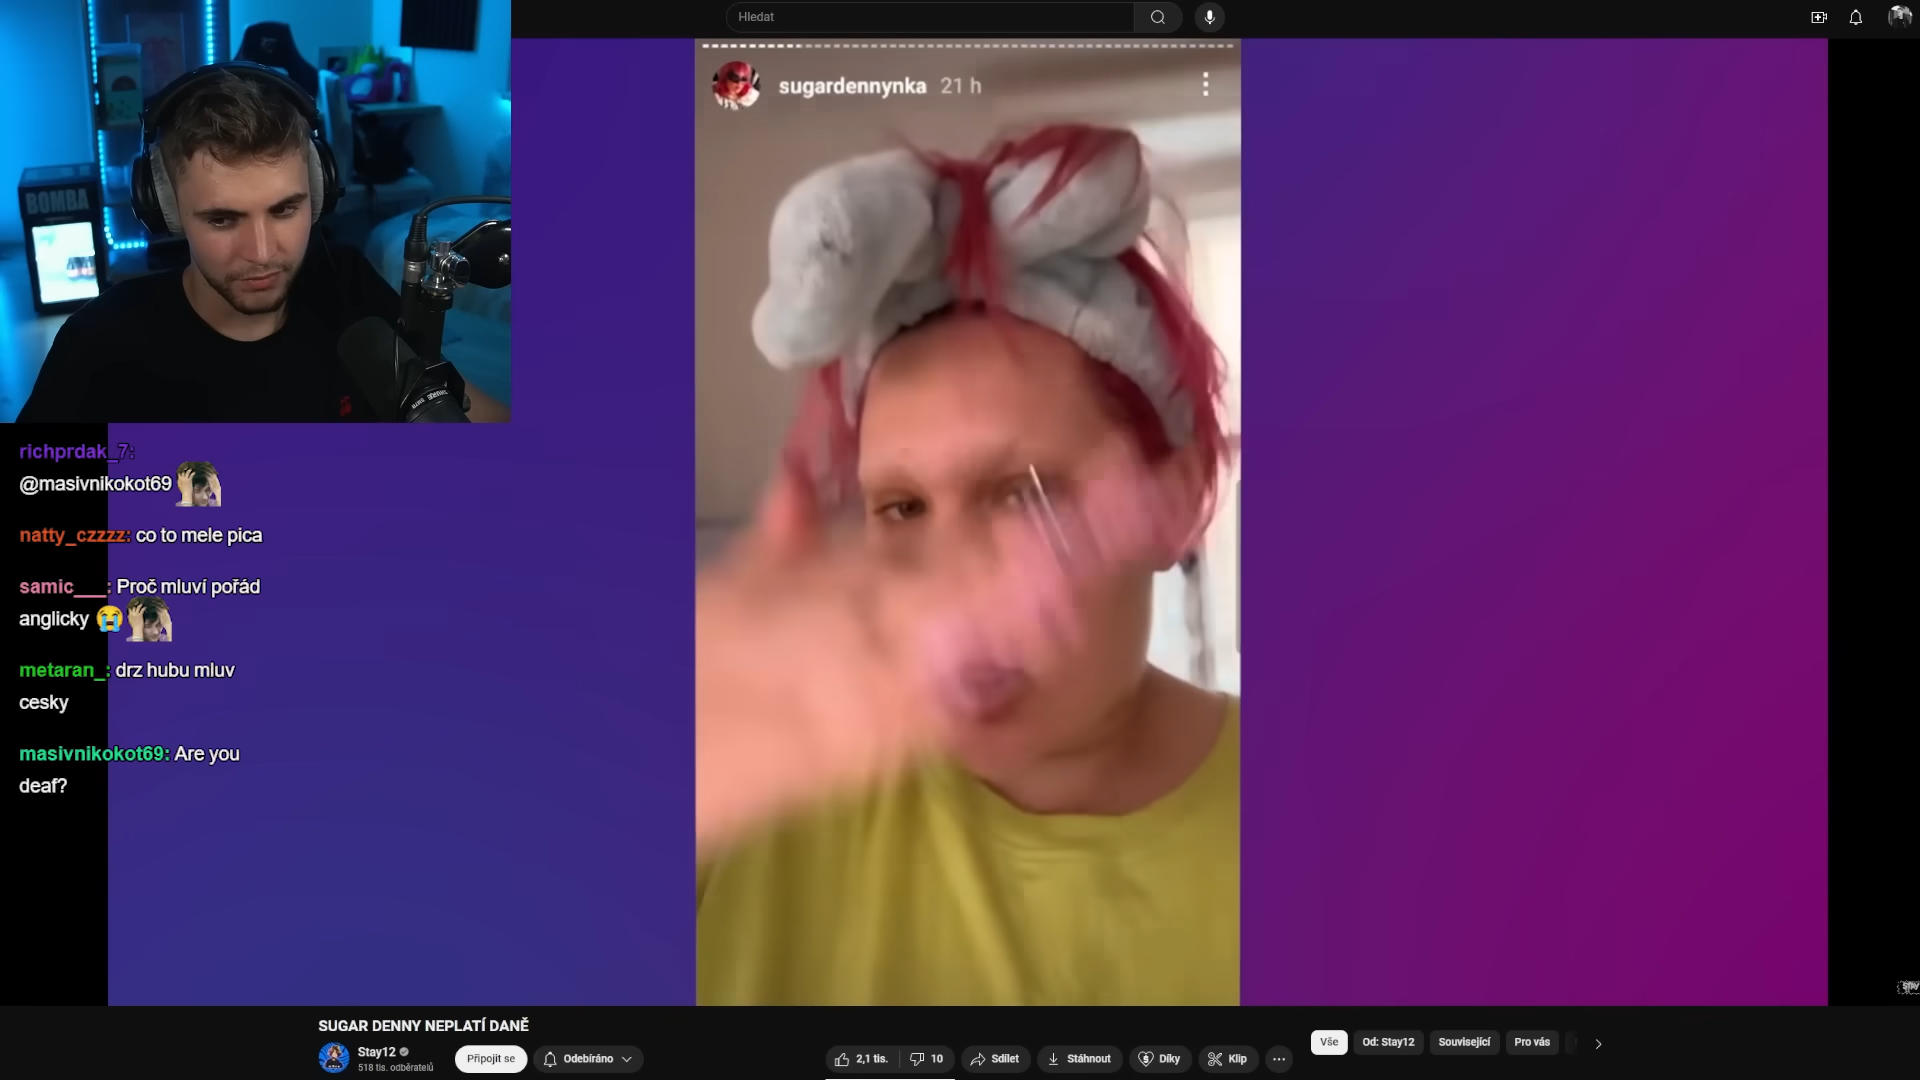 Hledat
sugardennynka 21 h
BOMBA
richprdak_7:
@masivnikokot69
natty_czzzz: co to mele pica
samic___: Proč mluví pořád
anglicky
metaran_: drz hubu mluv
cesky
masivnikokot69: Are you
deaf?
SUGAR DENNY NEPLATÍ DANĚ
Stay12
518 tis. odběratelů
Připojit se
Odebíráno
2,1 tis.
10
Sdílet
Stáhnout
Díky
Klip
Vše
Od: Stay12
Související
Pro vás